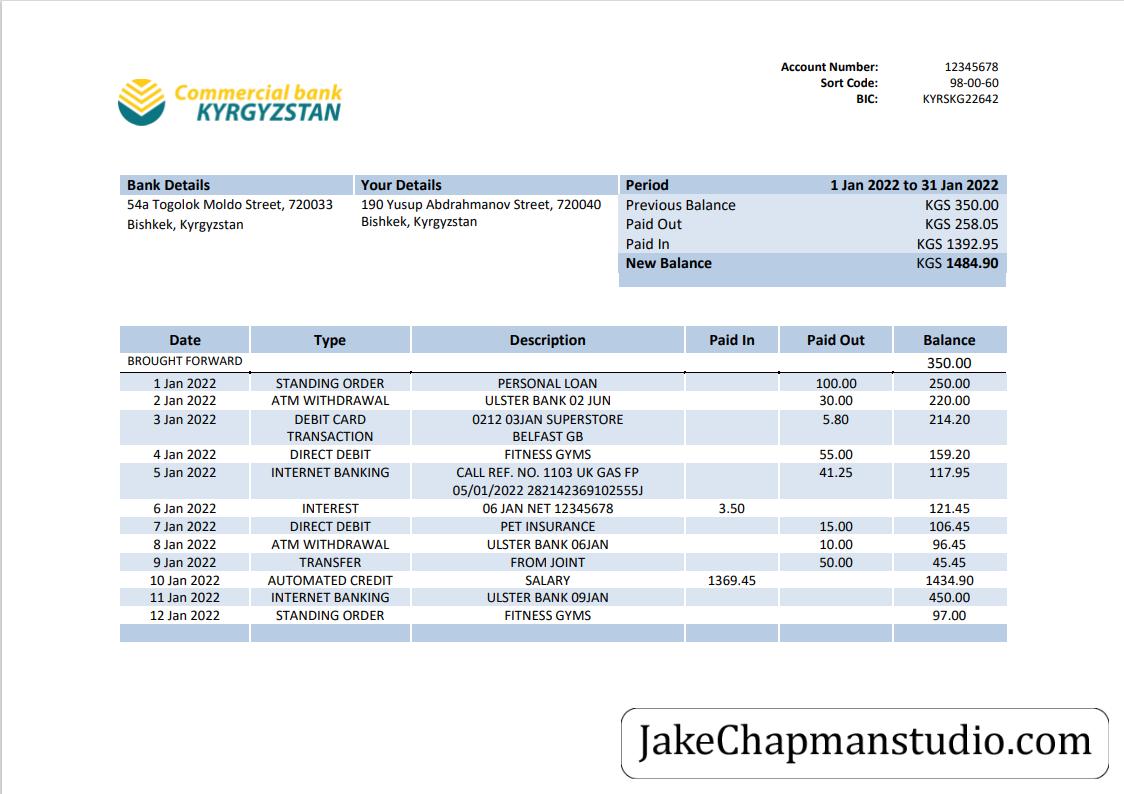 Account Number: 12345678
Sort Code: 98-00-60
BIC: KYRSKG22642
Commercial bank
KYRGYZSTAN
Bank Details Your Details Period 1 Jan 2022 to 31 Jan 2022
54a Togolok Moldo Street, 720033 190 Yusup Abdrahmanov Street, 720040 Previous Balance KGS 350.00
Bishkek, Kyrgyzstan Bishkek, Kyrgyzstan Paid Out KGS 258.05
Paid In KGS 1392.95
New Balance KGS 1484.90
Date Type Description Paid In Paid Out Balance
BROUGHT FORWARD 350.00
1 Jan 2022 STANDING ORDER PERSONAL LOAN 100.00 250.00
2 Jan 2022 ATM WITHDRAWAL ULSTER BANK 02 JUN 30.00 220.00
3 Jan 2022 DEBIT CARD 0212 03JAN SUPERSTORE 5.80 214.20
TRANSACTION BELFAST GB
4 Jan 2022 DIRECT DEBIT FITNESS GYMS 55.00 159.20
5 Jan 2022 INTERNET BANKING CALL REF. NO. 1103 UK GAS FP 41.25 117.95
05/01/2022 282142369102555J
6 Jan 2022 INTEREST 06 JAN NET 12345678 3.50 121.45
7 Jan 2022 DIRECT DEBIT PET INSURANCE 15.00 106.45
8 Jan 2022 ATM WITHDRAWAL ULSTER BANK 06JAN 10.00 96.45
9 Jan 2022 TRANSFER FROM JOINT 50.00 45.45
10 Jan 2022 AUTOMATED CREDIT SALARY 1369.45 1434.90
11 Jan 2022 INTERNET BANKING ULSTER BANK 09JAN 450.00
12 Jan 2022 STANDING ORDER FITNESS GYMS 97.00
JakeChapmanstudio.com